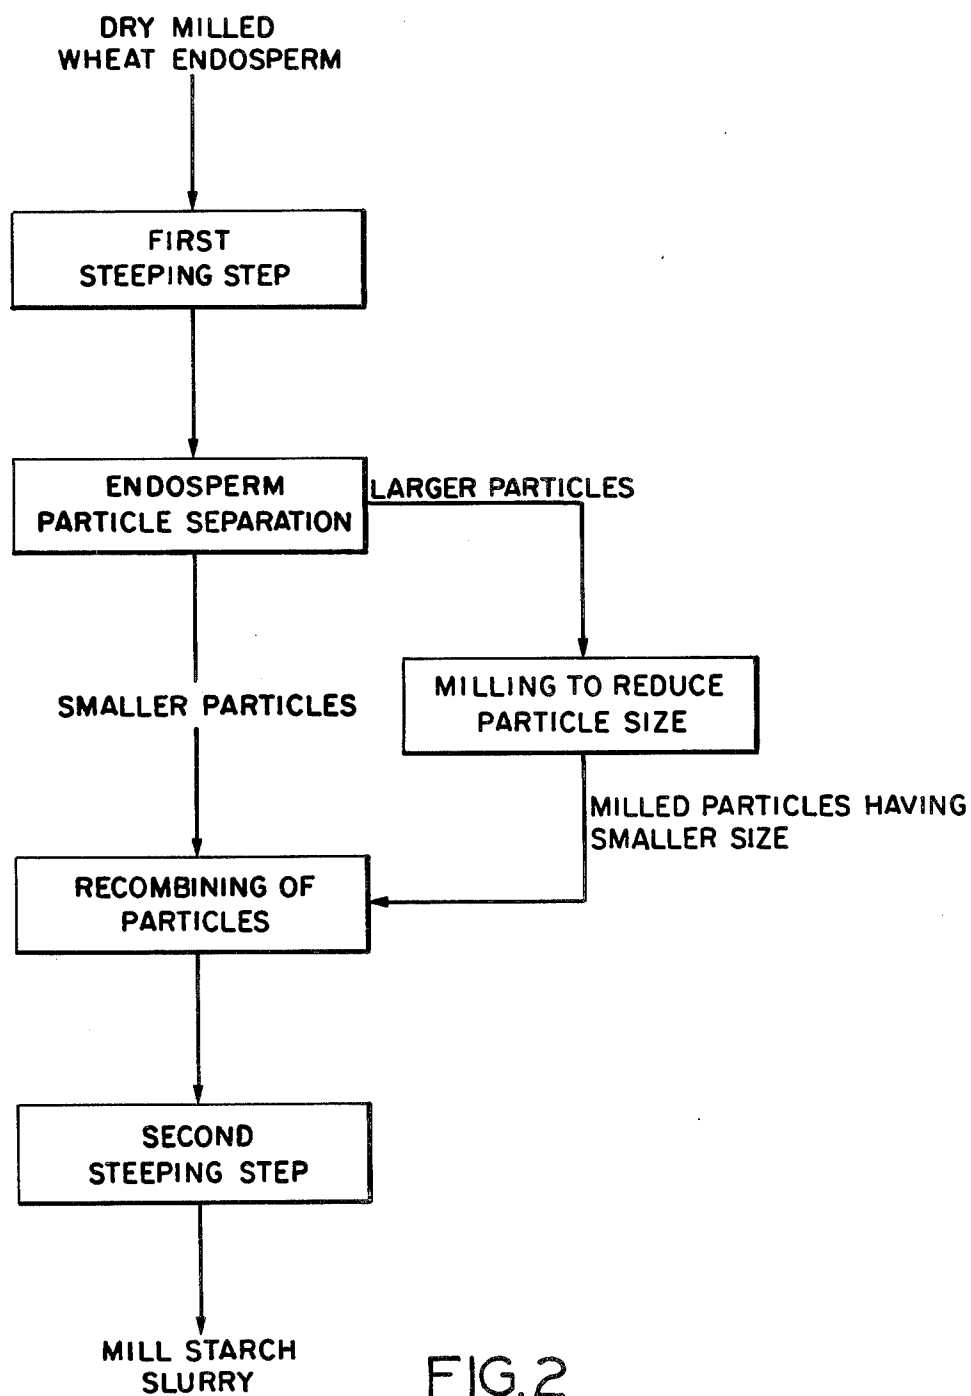 DRY MILLED
WHEAT ENDOSPERM
FIRST
STEEPING STEP
ENDOSPERM
PARTICLE SEPARATION
LARGER PARTICLES
MILLING TO REDUCE
PARTICLE SIZE
SMALLER PARTICLES
MILLED PARTICLES HAVING
SMALLER SIZE
RECOMBINING OF
PARTICLES
SECOND
STEEPING STEP
MILL STARCH
SLURRY
FIG. 2